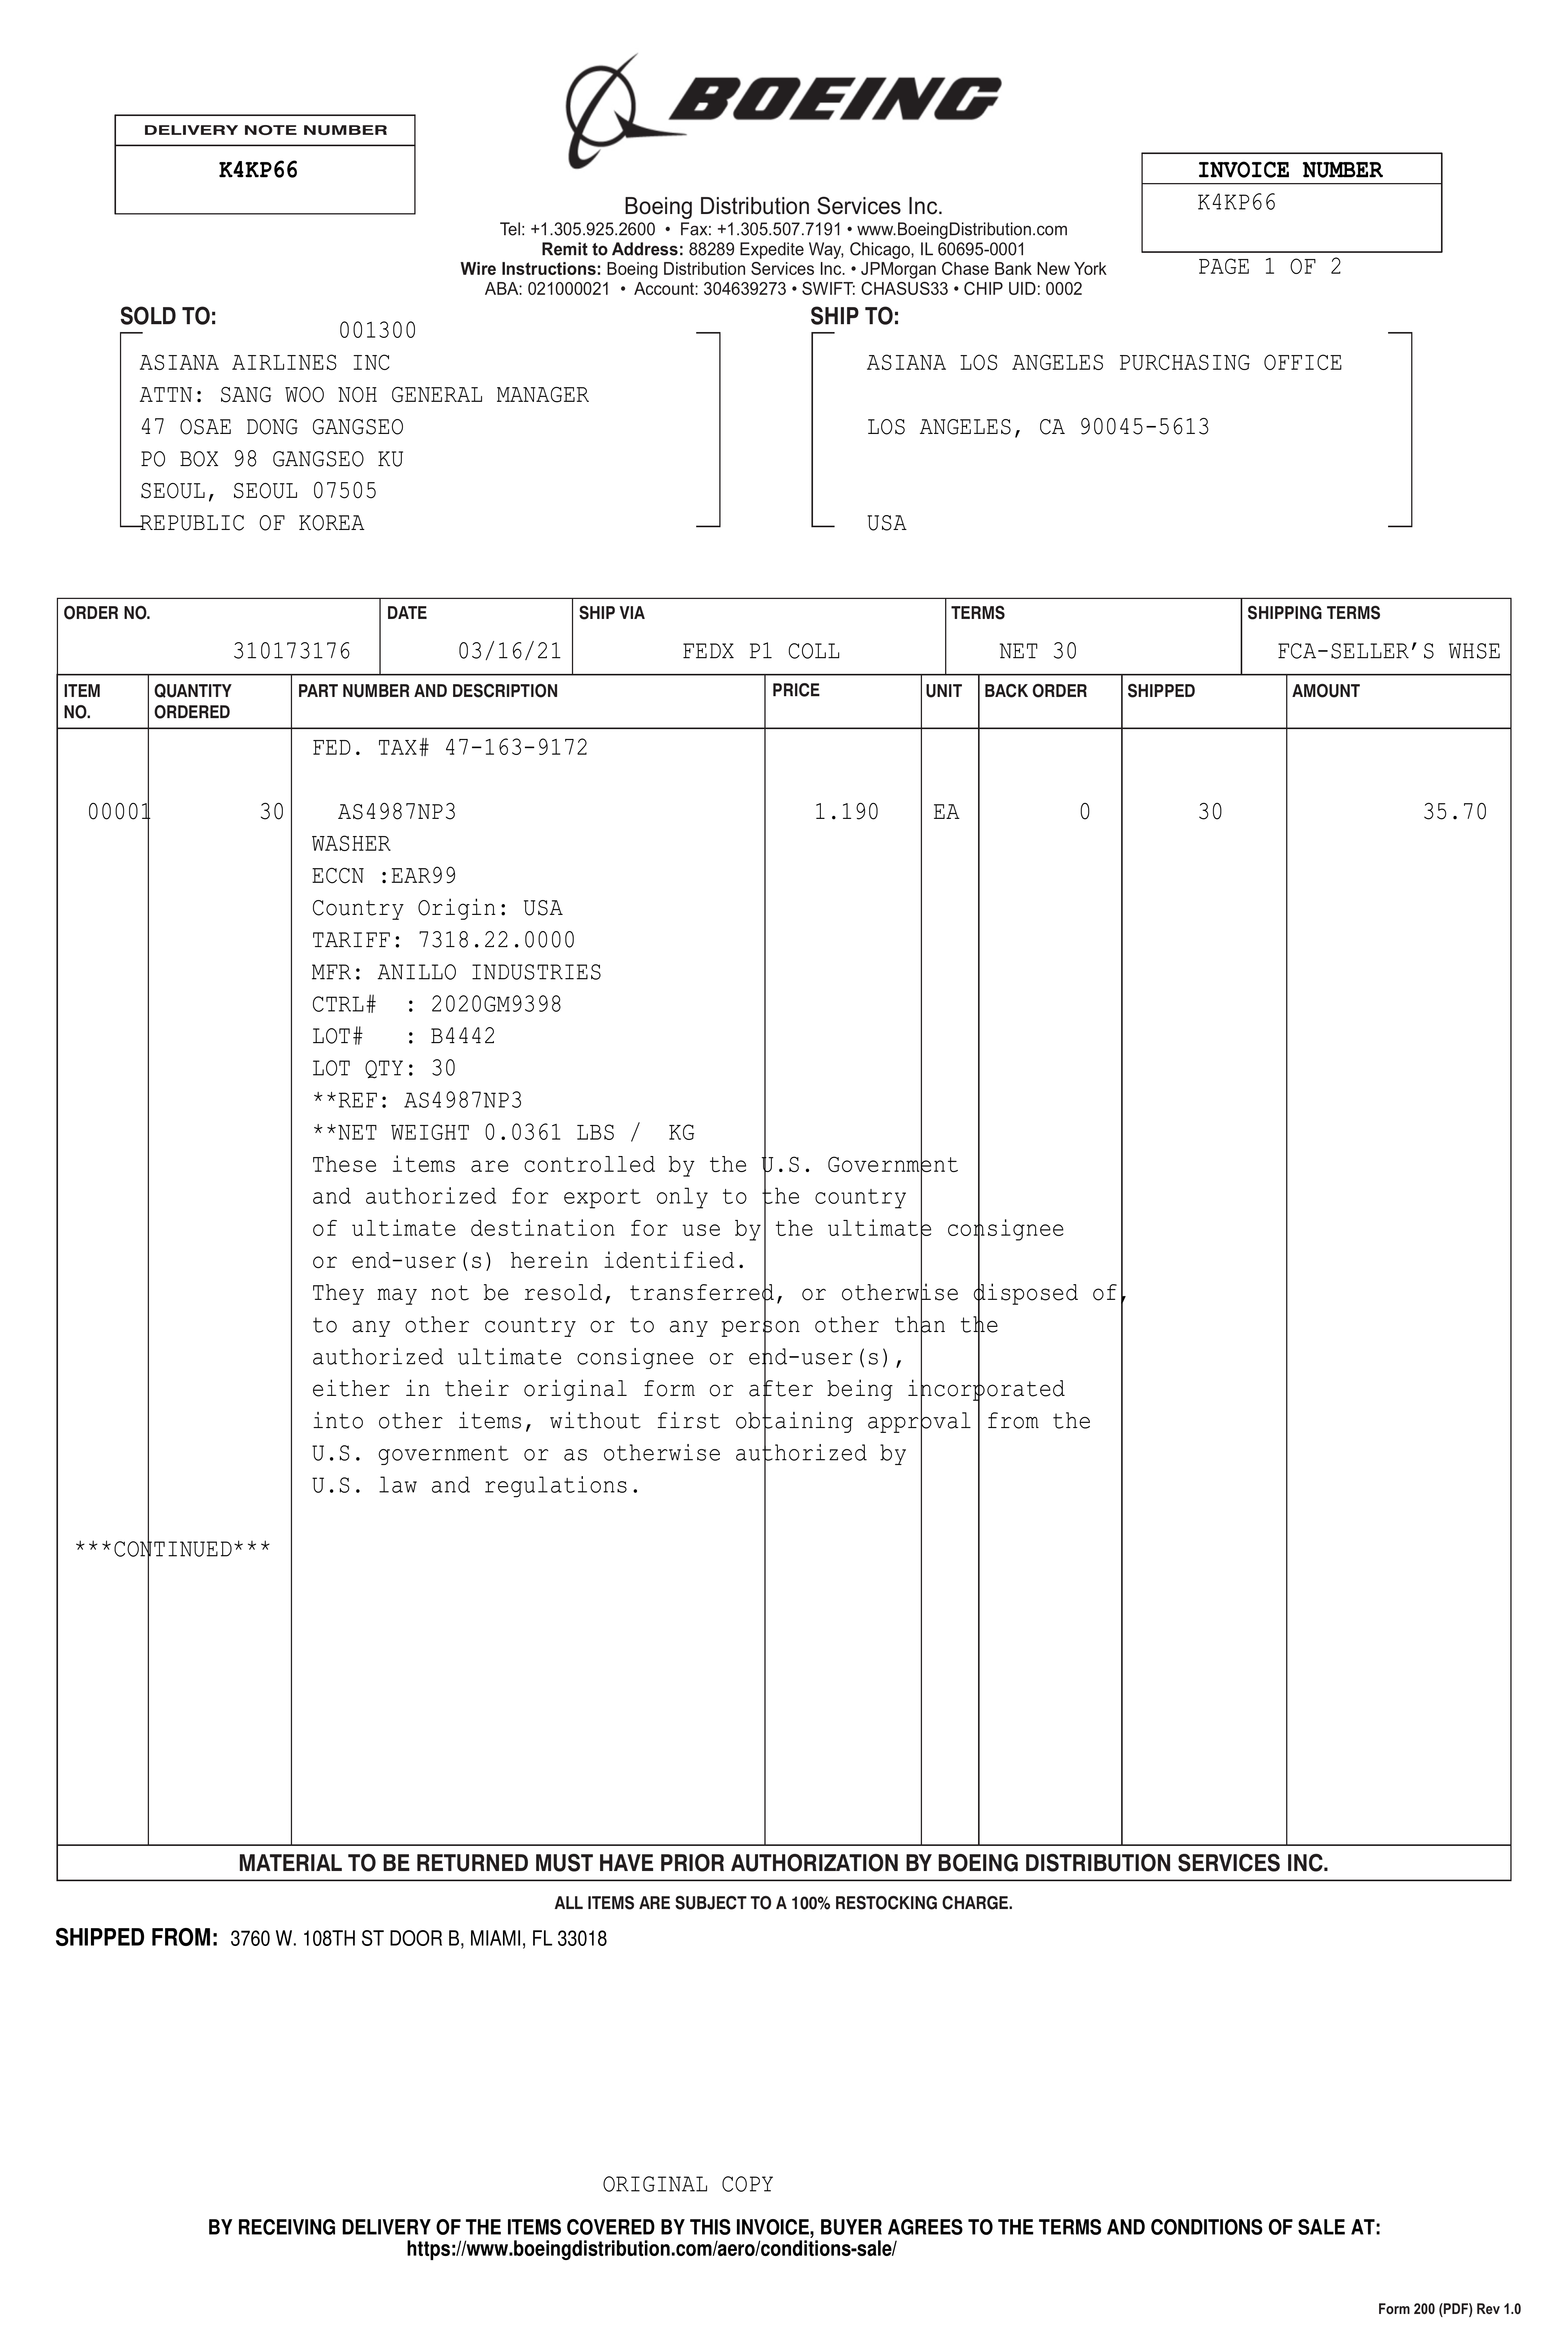 BOEING
DELIVERY NOTE NUMBER
K4KP66
INVOICE NUMBER
K4KP66
PAGE 1 OF 2
Boeing Distribution Services Inc.
Tel: +1.305.925.2600 • Fax: +1.305.507.7191 • www.BoeingDistribution.com
Remit to Address: 88289 Expedite Way, Chicago, IL 60695-0001
Wire Instructions: Boeing Distribution Services Inc. • JPMorgan Chase Bank New York
ABA: 021000021 • Account: 304639273 • SWIFT: CHASUS33 • CHIP UID: 0002
SOLD TO:
001300
ASIANA AIRLINES INC
ATTN: SANG WOO NOH GENERAL MANAGER
47 OSAE DONG GANGSEO
PO BOX 98 GANGSEO KU
SEOUL, SEOUL 07505
REPUBLIC OF KOREA
SHIP TO:
ASIANA LOS ANGELES PURCHASING OFFICE
LOS ANGELES, CA 90045-5613
USA
ORDER NO. DATE SHIP VIA TERMS SHIPPING TERMS
310173176 03/16/21 FEDX P1 COLL NET 30 FCA-SELLER'S WHSE
ITEM NO. QUANTITY ORDERED PART NUMBER AND DESCRIPTION PRICE UNIT BACK ORDER SHIPPED AMOUNT
FED. TAX# 47-163-9172
00001 30 AS4987NP3 1.190 EA 0 30 35.70
WASHER
ECCN :EAR99
Country Origin: USA
TARIFF: 7318.22.0000
MFR: ANILLO INDUSTRIES
CTRL# : 2020GM9398
LOT# : B4442
LOT QTY: 30
**REF: AS4987NP3
**NET WEIGHT 0.0361 LBS / KG
These items are controlled by the U.S. Government
and authorized for export only to the country
of ultimate destination for use by the ultimate consignee
or end-user(s) herein identified.
They may not be resold, transferred, or otherwise disposed of,
to any other country or to any person other than the
authorized ultimate consignee or end-user(s),
either in their original form or after being incorporated
into other items, without first obtaining approval from the
U.S. government or as otherwise authorized by
U.S. law and regulations.
***CONTINUED***
MATERIAL TO BE RETURNED MUST HAVE PRIOR AUTHORIZATION BY BOEING DISTRIBUTION SERVICES INC.
ALL ITEMS ARE SUBJECT TO A 100% RESTOCKING CHARGE.
SHIPPED FROM: 3760 W. 108TH ST DOOR B, MIAMI, FL 33018
ORIGINAL COPY
BY RECEIVING DELIVERY OF THE ITEMS COVERED BY THIS INVOICE, BUYER AGREES TO THE TERMS AND CONDITIONS OF SALE AT:
https://www.boeingdistribution.com/aero/conditions-sale/
Form 200 (PDF) Rev 1.0